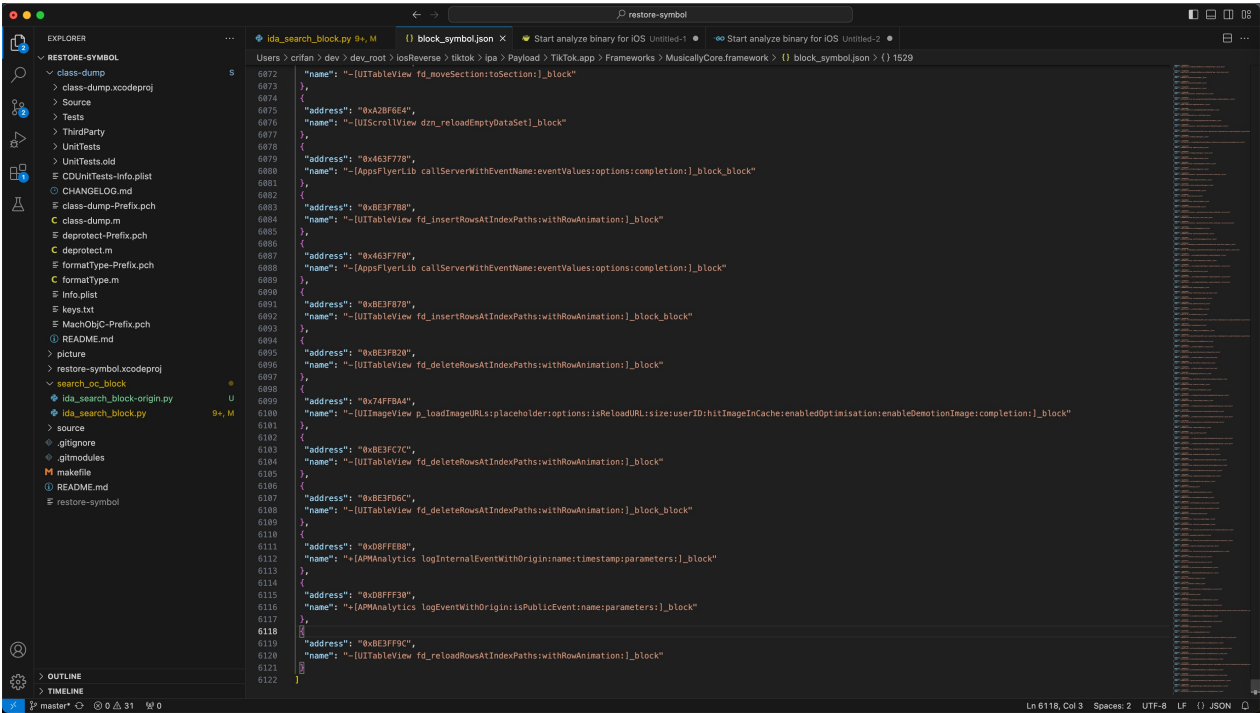 restore-symbol
EXPLORER
ida_search_block.py 9+, M
block_symbol.json
Start analyze binary for iOS Untitled-1
Start analyze binary for iOS Untitled-2
Users > crifan > dev > dev_root > iosReverse > tiktok > ipa > Payload > TikTok.app > Frameworks > MusicallyCore.framework > {} block_symbol.json > {} 1529
RESTORE-SYMBOL
class-dump S
class-dump.xcodeproj
Source
Tests
ThirdParty
UnitTests
UnitTests.old
CDUnitTests-Info.plist
CHANGELOG.md
class-dump-Prefix.pch
class-dump.m
deprotect-Prefix.pch
deprotect.m
formatType-Prefix.pch
formatType.m
Info.plist
keys.txt
MachObjC-Prefix.pch
README.md
picture
restore-symbol.xcodeproj
search_oc_block
ida_search_block-origin.py U
ida_search_block.py 9+, M
source
.gitignore
.gitmodules
makefile
README.md
restore-symbol
OUTLINE
TIMELINE
6072 "name": "-[UITableView fd_moveSection:toSection:]_block"
6073 },
6074 {
6075 "address": "0xA2BF6E4",
6076 "name": "-[UIScrollView dzn_reloadEmptyDataSet]_block"
6077 },
6078 {
6079 "address": "0x463F778",
6080 "name": "-[AppsFlyerLib callServerWithEventName:eventValues:options:completion:]_block_block"
6081 },
6082 {
6083 "address": "0xBE3F7B8",
6084 "name": "-[UITableView fd_insertRowsAtIndexPaths:withRowAnimation:]_block"
6085 },
6086 {
6087 "address": "0x463F7F0",
6088 "name": "-[AppsFlyerLib callServerWithEventName:eventValues:options:completion:]_block"
6089 },
6090 {
6091 "address": "0xBE3F878",
6092 "name": "-[UITableView fd_insertRowsAtIndexPaths:withRowAnimation:]_block_block"
6093 },
6094 {
6095 "address": "0xBE3FB20",
6096 "name": "-[UITableView fd_deleteRowsAtIndexPaths:withRowAnimation:]_block"
6097 },
6098 {
6099 "address": "0x74FFBA4",
6100 "name": "-[UIImageView p_loadImageURLs:placeholder:options:isReloadURL:size:userID:hitImageInCache:enabledOptimisation:enableDemotionImage:completion:]_block"
6101 },
6102 {
6103 "address": "0xBE3FC7C",
6104 "name": "-[UITableView fd_deleteRowsAtIndexPaths:withRowAnimation:]_block"
6105 },
6106 {
6107 "address": "0xBE3FD6C",
6108 "name": "-[UITableView fd_deleteRowsAtIndexPaths:withRowAnimation:]_block_block"
6109 },
6110 {
6111 "address": "0xD8FFEB8",
6112 "name": "+[APMAnalytics logInternalEventWithOrigin:name:timestamp:parameters:]_block"
6113 },
6114 {
6115 "address": "0xD8FFF30",
6116 "name": "+[APMAnalytics logEventWithOrigin:isPublicEvent:name:parameters:]_block"
6117 },
6118 {
6119 "address": "0xBE3FF9C",
6120 "name": "-[UITableView fd_reloadRowsAtIndexPaths:withRowAnimation:]_block"
6121 }
6122 ]
master* 0 31 0 Ln 6118, Col 3 Spaces: 2 UTF-8 LF {} JSON